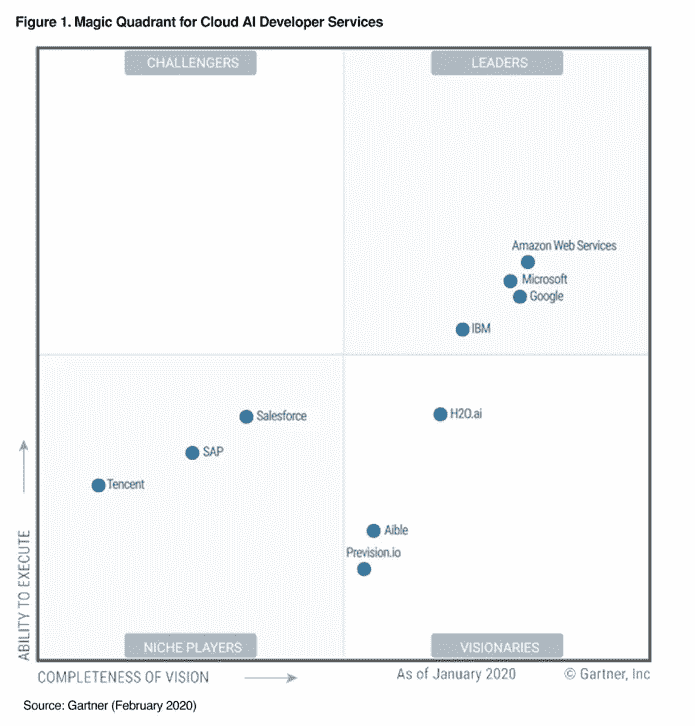 Figure 1. Magic Quadrant for Cloud AI Developer Services
CHALLENGERS
LEADERS
Amazon Web Services
Microsoft
Google
IBM
Salesforce
H2O.ai
SAP
Tencent
Aible
Prevision.io
ABILITY TO EXECUTE
NICHE PLAYERS
VISIONARIES
COMPLETENESS OF VISION
As of January 2020
© Gartner, Inc
Source: Gartner (February 2020)